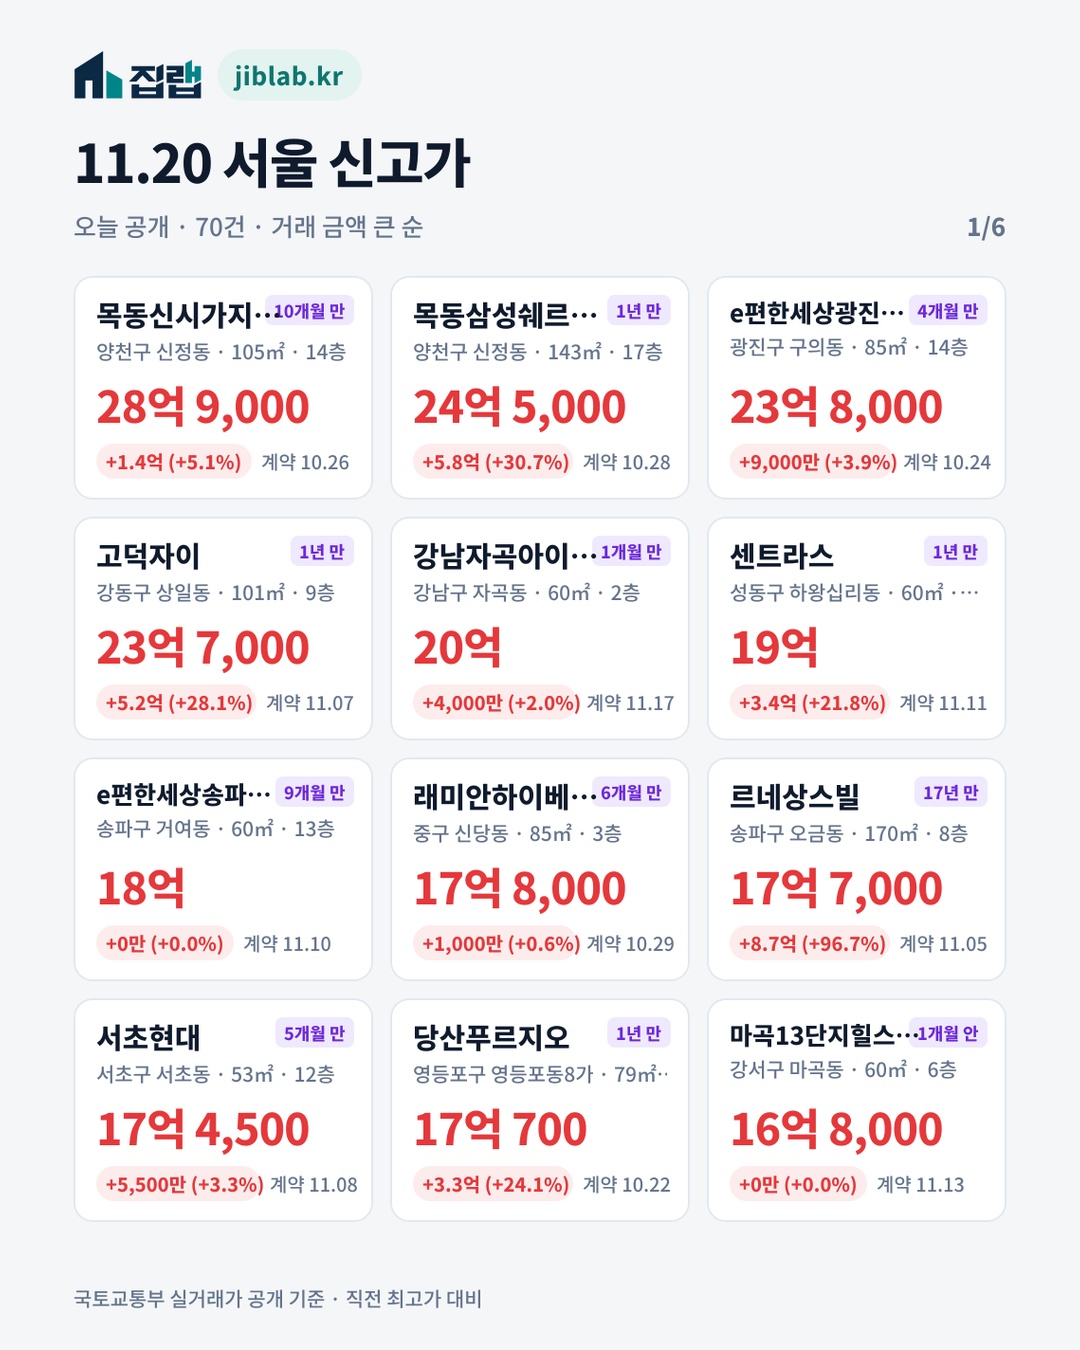 집랩 jiblab.kr
11.20 서울 신고가
오늘 공개 · 70건 · 거래 금액 큰 순 1/6
목동신시가지… 10개월 만
양천구 신정동 · 105㎡ · 14층
28억 9,000
+1.4억 (+5.1%) 계약 10.26
목동삼성쉐르… 1년 만
양천구 신정동 · 143㎡ · 17층
24억 5,000
+5.8억 (+30.7%) 계약 10.28
e편한세상광진… 4개월 만
광진구 구의동 · 85㎡ · 14층
23억 8,000
+9,000만 (+3.9%) 계약 10.24
고덕자이 1년 만
강동구 상일동 · 101㎡ · 9층
23억 7,000
+5.2억 (+28.1%) 계약 11.07
강남자곡아이… 1개월 만
강남구 자곡동 · 60㎡ · 2층
20억
+4,000만 (+2.0%) 계약 11.17
센트라스 1년 만
성동구 하왕십리동 · 60㎡ · …
19억
+3.4억 (+21.8%) 계약 11.11
e편한세상송파… 9개월 만
송파구 거여동 · 60㎡ · 13층
18억
+0만 (+0.0%) 계약 11.10
래미안하이베… 6개월 만
중구 신당동 · 85㎡ · 3층
17억 8,000
+1,000만 (+0.6%) 계약 10.29
르네상스빌 17년 만
송파구 오금동 · 170㎡ · 8층
17억 7,000
+8.7억 (+96.7%) 계약 11.05
서초현대 5개월 만
서초구 서초동 · 53㎡ · 12층
17억 4,500
+5,500만 (+3.3%) 계약 11.08
당산푸르지오 1년 만
영등포구 영등포동8가 · 79㎡…
17억 700
+3.3억 (+24.1%) 계약 10.22
마곡13단지힐스… 1개월 안
강서구 마곡동 · 60㎡ · 6층
16억 8,000
+0만 (+0.0%) 계약 11.13
국토교통부 실거래가 공개 기준 · 직전 최고가 대비